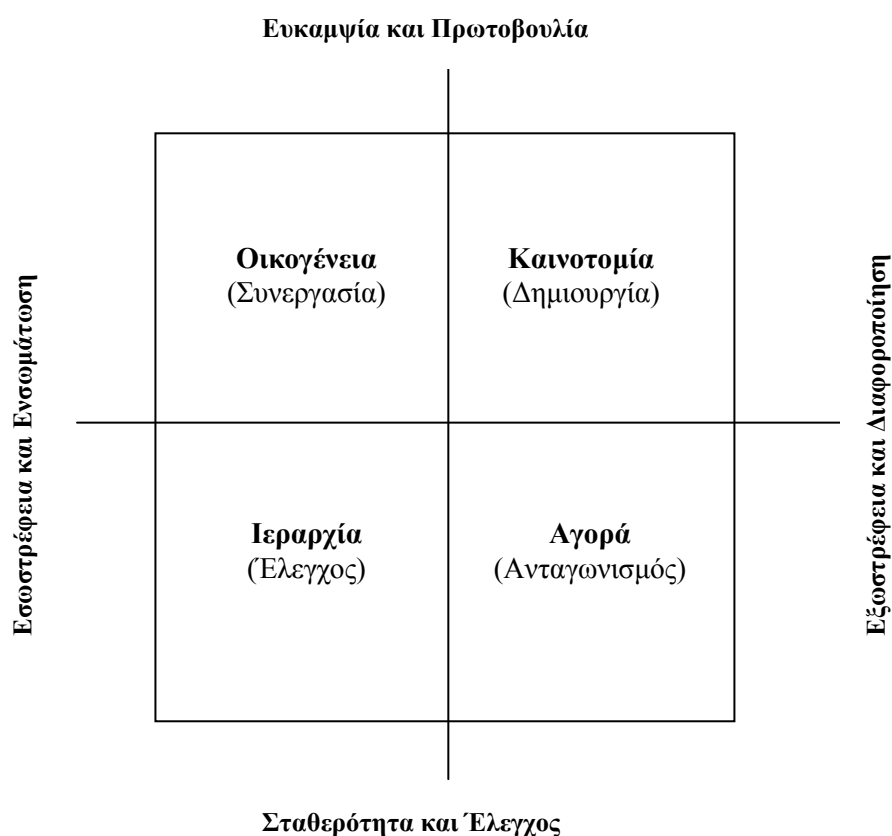 Ευκαμψία και Πρωτοβουλία
Εσωστρέφεια και Ενσωμάτωση
Οικογένεια
(Συνεργασία)
Καινοτομία
(Δημιουργία)
Ιεραρχία
(Έλεγχος)
Αγορά
(Ανταγωνισμός)
Εξωστρέφεια και Διαφοροποίηση
Σταθερότητα και Έλεγχος